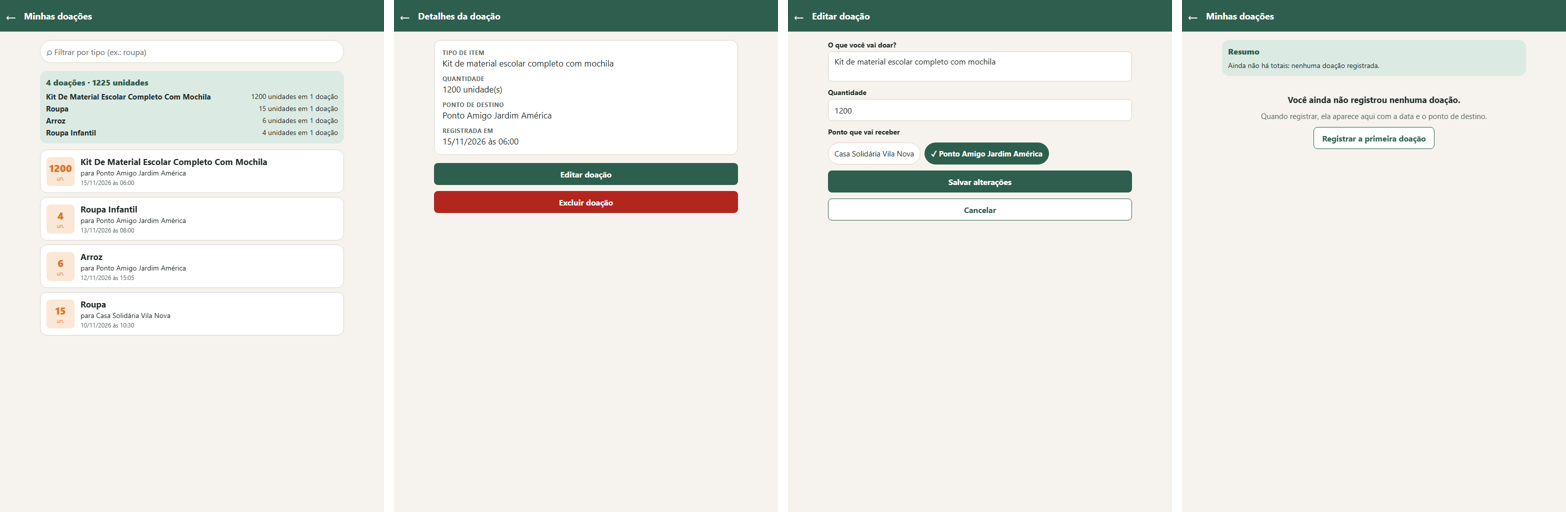 ← Minhas doações
⌕ Filtrar por tipo (ex.: roupa)
4 doações · 1225 unidades
Kit De Material Escolar Completo Com Mochila 1200 unidades em 1 doação
Roupa 15 unidades em 1 doação
Arroz 6 unidades em 1 doação
Roupa Infantil 4 unidades em 1 doação
1200 un.
Kit De Material Escolar Completo Com Mochila
para Ponto Amigo Jardim América
15/11/2026 às 06:00
4 un.
Roupa Infantil
para Ponto Amigo Jardim América
13/11/2026 às 08:00
6 un.
Arroz
para Ponto Amigo Jardim América
12/11/2026 às 15:05
15 un.
Roupa
para Casa Solidária Vila Nova
10/11/2026 às 10:30
← Detalhes da doação
TIPO DE ITEM
Kit de material escolar completo com mochila
QUANTIDADE
1200 unidade(s)
PONTO DE DESTINO
Ponto Amigo Jardim América
REGISTRADA EM
15/11/2026 às 06:00
Editar doação
Excluir doação
← Editar doação
O que você vai doar?
Kit de material escolar completo com mochila
Quantidade
1200
Ponto que vai receber
Casa Solidária Vila Nova ✓ Ponto Amigo Jardim América
Salvar alterações
Cancelar
← Minhas doações
Resumo
Ainda não há totais: nenhuma doação registrada.
Você ainda não registrou nenhuma doação.
Quando registrar, ela aparece aqui com a data e o ponto de destino.
Registrar a primeira doação